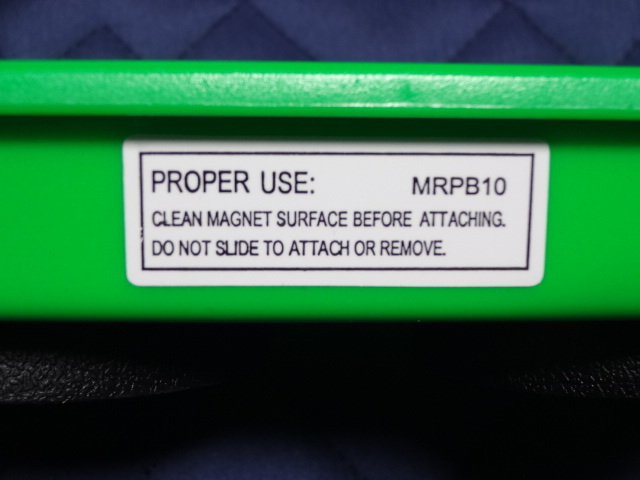 PROPER USE: MRPB10
CLEAN MAGNET SURFACE BEFORE ATTACHING.
DO NOT SLIDE TO ATTACH OR REMOVE.